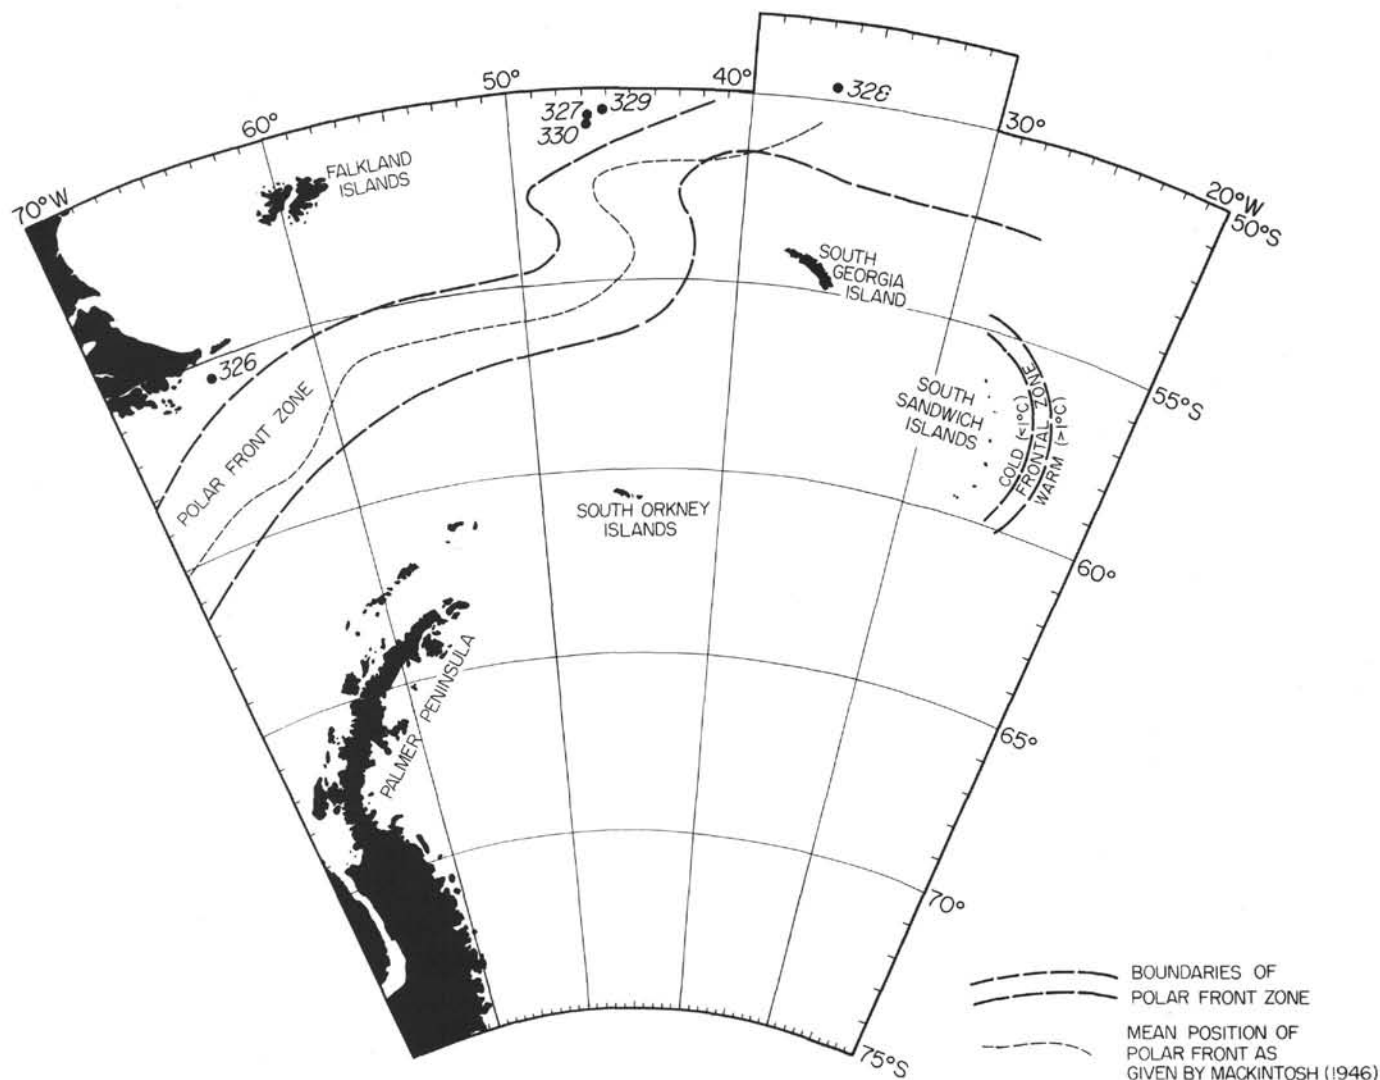 40°
328
50°
327
329
330
60°
30°
FALKLAND
ISLANDS
70°W
20°W
50°S
SOUTH
GEORGIA
ISLAND
326
55°S
SOUTH
SANDWICH
ISLANDS
COLD (<1°C)
FRONTAL ZONE
WARM (>1°C)
POLAR FRONT ZONE
SOUTH ORKNEY
ISLANDS
60°
PALMER PENINSULA
65°
70°
75°S
BOUNDARIES OF
POLAR FRONT ZONE
MEAN POSITION OF
POLAR FRONT AS
GIVEN BY MACKINTOSH (1946)